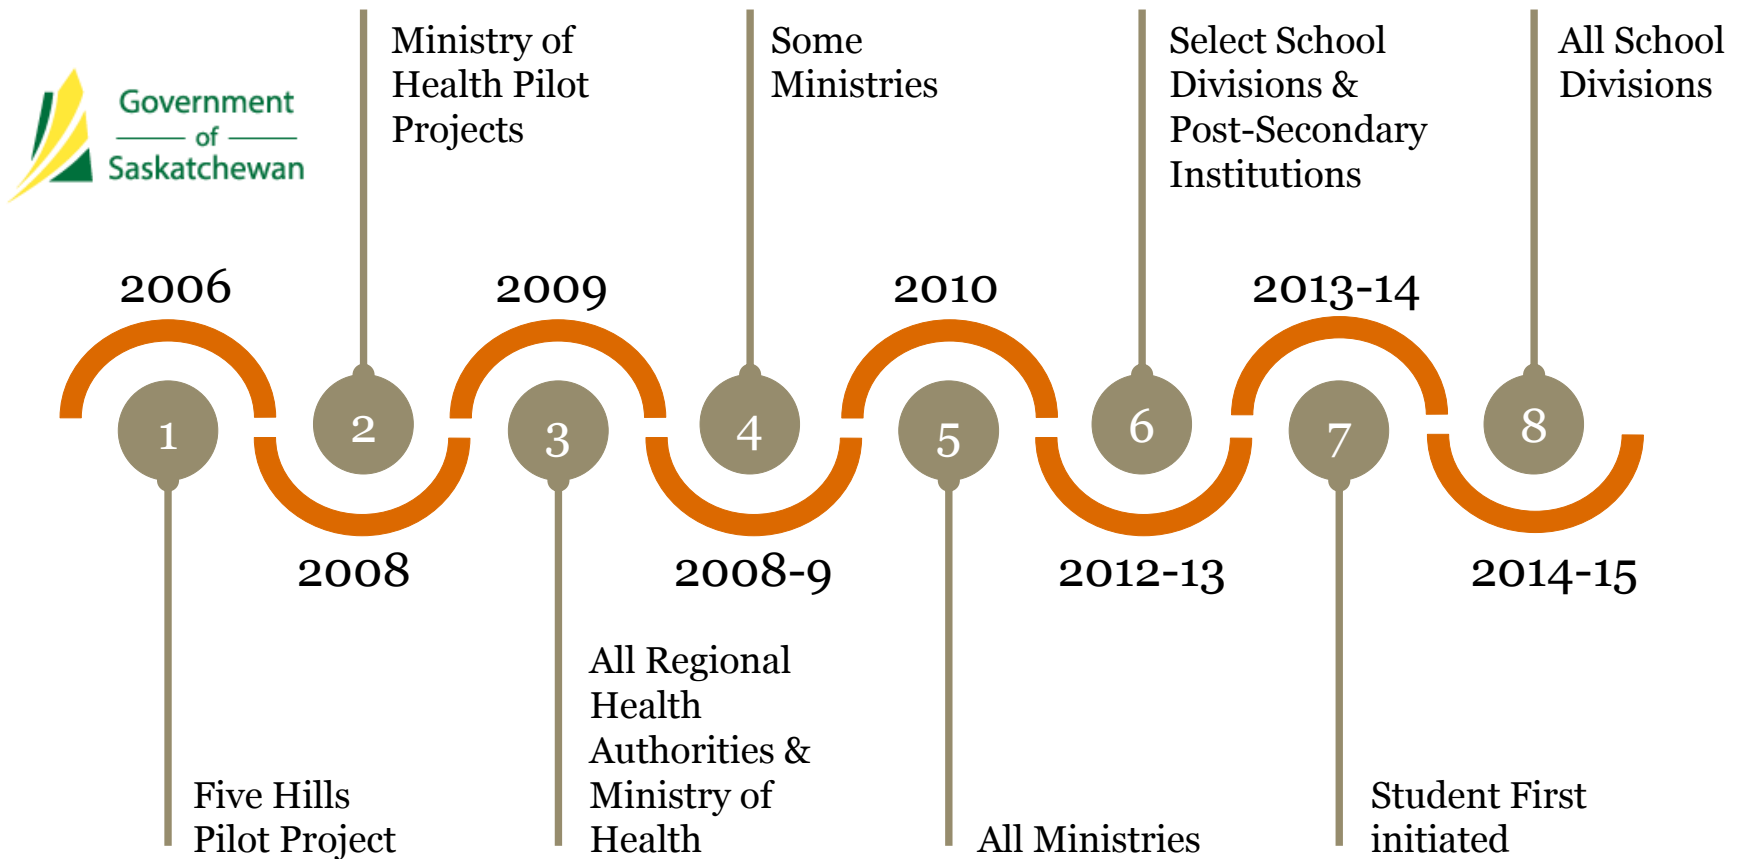 Government
of
Saskatchewan
Ministry of
Health Pilot
Projects
Some
Ministries
Select School
Divisions &
Post-Secondary
Institutions
All School
Divisions
2006
2009
2010
2013-14
1
2
3
4
5
6
7
8
2008
2008-9
2012-13
2014-15
Five Hills
Pilot Project
All Regional
Health
Authorities &
Ministry of
Health
All Ministries
Student First
initiated